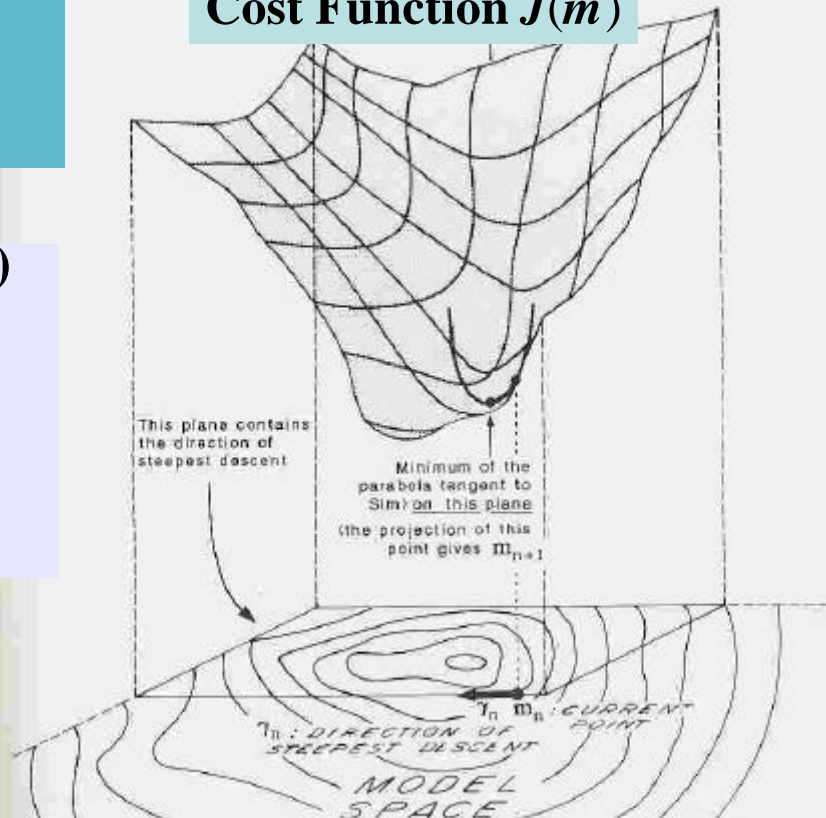 Cost Function J(m)
)
This plane contains
the direction of
steepest descent
Minimum of the
parabola tangent to
S(m) on this plane
(the projection of this
point gives m_{n+1}
γ_n m_n : CURRENT
POINT
γ_n : DIRECTION OF
STEEPEST DESCENT
MODEL
SPACE